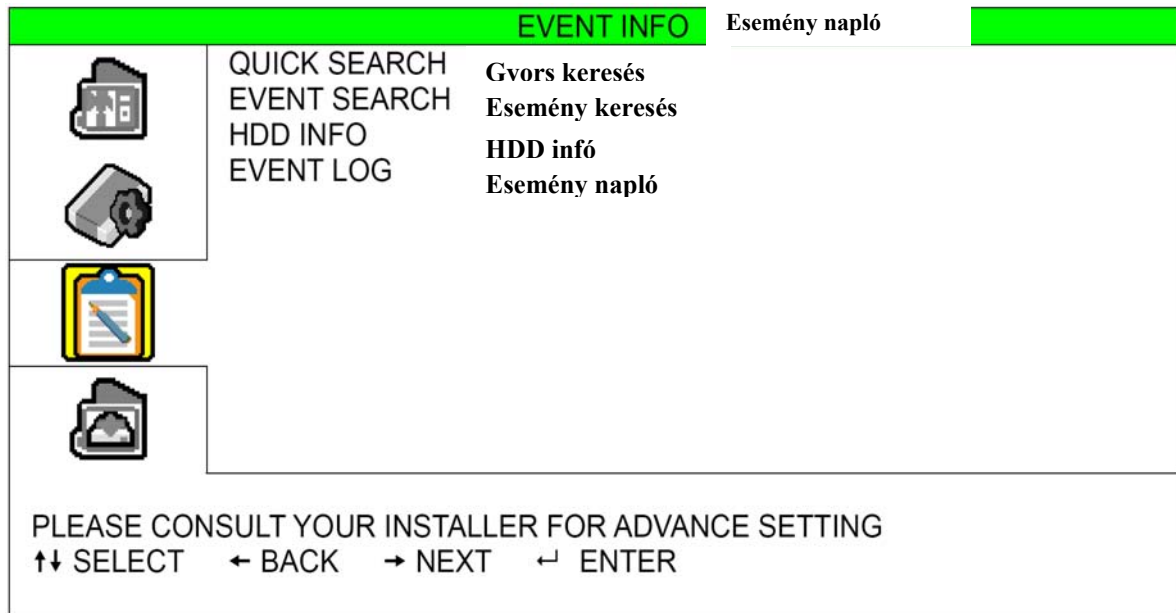 EVENT INFO Esemény napló
QUICK SEARCH Gvors keresés
EVENT SEARCH Esemény keresés
HDD INFO HDD infó
EVENT LOG Esemény napló
PLEASE CONSULT YOUR INSTALLER FOR ADVANCE SETTING
↑↓ SELECT ← BACK → NEXT ↵ ENTER